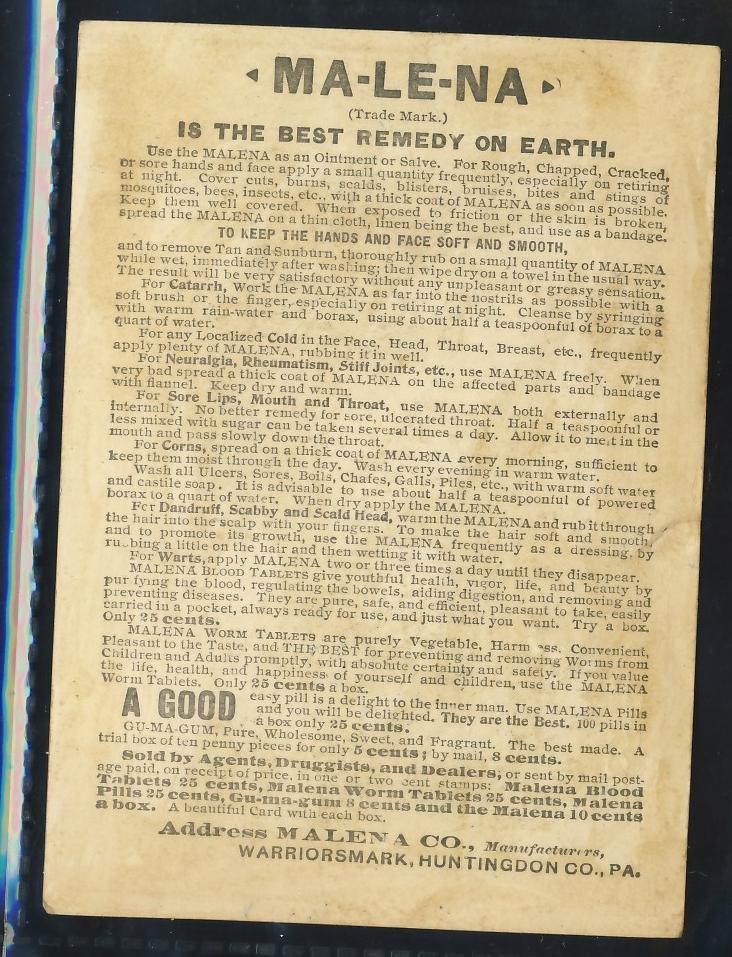 MA-LE-NA
(Trade Mark.)
IS THE BEST REMEDY ON EARTH.
Use the MALENA as an Ointment or Salve. For Rough, Chapped, Cracked,
or sore hands and face apply a small quantity frequently, especially on retiring
at night. Cover cuts, burns, scalds, blisters, bruises, bites and stings of
mosquitoes, bees, insects, etc., with a thick coat of MALENA as soon as possible.
Keep them well covered. When exposed to friction or the skin is broken,
spread the MALENA on a thin cloth, linen being the best, and use as a bandage.
TO KEEP THE HANDS AND FACE SOFT AND SMOOTH,
and to remove Tan and Sunburn, thoroughly rub on a small quantity of MALENA
while wet, immediately after washing; then wipe dry on a towel in the usual way.
The result will be very satisfactory without any unpleasant or greasy sensation.
For Catarrh, Work the MALENA as far into the nostrils as possible with a
soft brush or the finger, especially on retiring at night. Cleanse by syringing
with warm rain-water and borax, using about half a teaspoonful of borax to a
quart of water.
For any Localized Cold in the Face, Head, Throat, Breast, etc., frequently
apply plenty of MALENA, rubbing it in well.
For Neuralgia, Rheumatism, Stiff Joints, etc., use MALENA freely. When
very bad spread a thick coat of MALENA on the affected parts and bandage
with flannel. Keep dry and warm.
For Sore Lips, Mouth and Throat, use MALENA both externally and
internally. No better remedy for sore, ulcerated throat. Half a teaspoonful or
less mixed with sugar can be taken several times a day. Allow it to melt in the
mouth and pass slowly down the throat.
For Corns, spread on a thick coat of MALENA every morning, sufficient to
keep them moist through the day. Wash every evening in warm water.
Wash all Ulcers, Sores, Boils, Chafes, Galls, Piles, etc., with warm soft water
and castile soap. It is advisable to use about half a teaspoonful of powered
borax to a quart of water. When dry apply the MALENA.
For Dandruff, Scabby and Scald Head, warm the MALENA and rub it through
the hair into the scalp with your fingers. To make the hair soft and smooth,
and to promote its growth, use the MALENA frequently as a dressing, by
rubbing a little on the hair and then wetting it with water.
For Warts, apply MALENA two or three times a day until they disappear.
MALENA BLOOD TABLETS give youthful health, vigor, life, and beauty by
purifying the blood, regulating the bowels, aiding digestion, and removing and
preventing diseases. They are pure, safe, and efficient, pleasant to take, easily
carried in a pocket, always ready for use, and just what you want. Try a box.
Only 25 cents.
MALENA WORM TABLETS are purely Vegetable, Harmless, Convenient,
Pleasant to the Taste, and THE BEST for preventing and removing Worms from
Children and Adults promptly, with absolute certainty and safety. If you value
the life, health, and happiness of yourself and children, use the MALENA
Worm Tablets. Only 25 cents a box.
A GOOD easy pill is a delight to the inner man. Use MALENA Pills
and you will be delighted. They are the Best. 100 pills in
a box only 25 cents.
GU-MA-GUM, Pure, Wholesome, Sweet, and Fragrant. The best made. A
trial box of ten penny pieces for only 5 cents; by mail, 8 cents.
Sold by Agents, Druggists, and Dealers, or sent by mail post-
age paid, on receipt of price, in one or two cent stamps: Malena Blood
Tablets 25 cents, Malena Worm Tablets 25 cents, Malena
Pills 25 cents, Gu-ma-gum 8 cents and the Malena 10 cents
a box. A beautiful Card with each box.
Address MALENA CO., Manufacturers,
WARRIORSMARK, HUNTINGDON CO., PA.